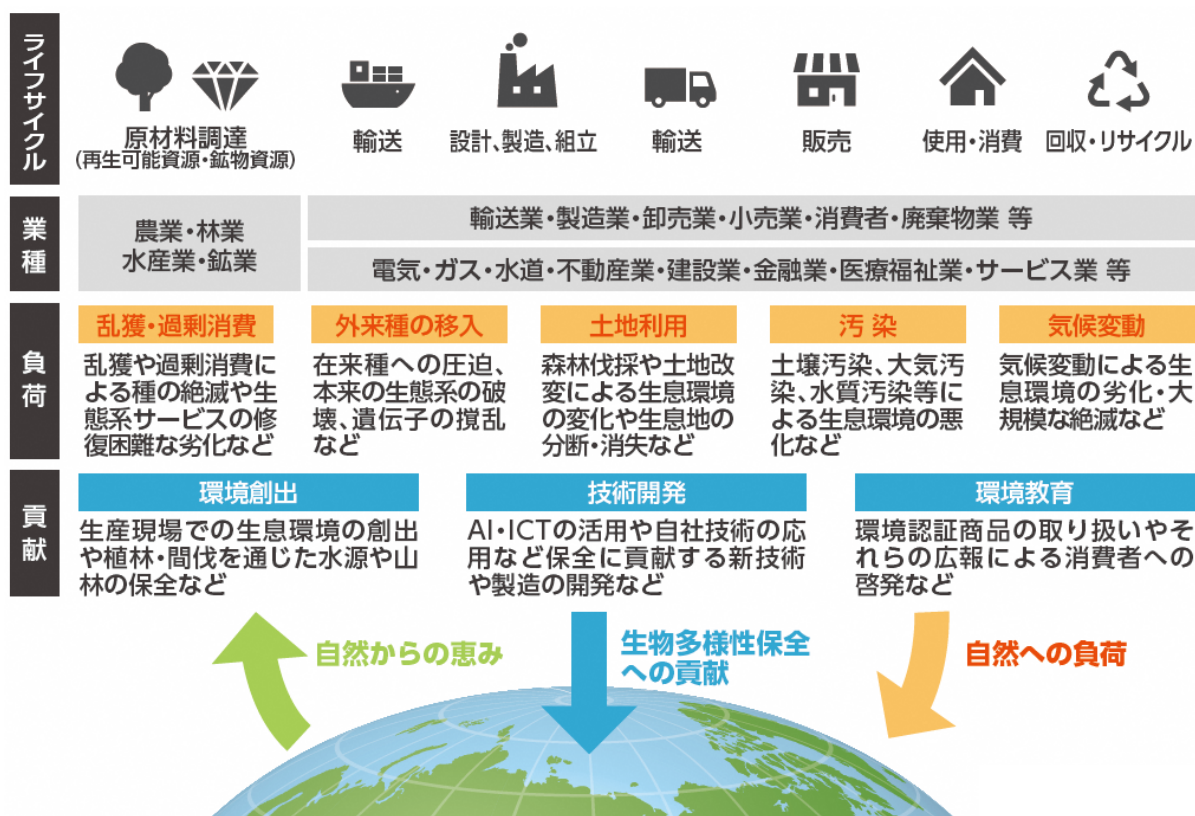 ライフサイクル
原材料調達
(再生可能資源・鉱物資源)
輸送
設計、製造、組立
輸送
販売
使用・消費
回収・リサイクル
業種
農業・林業
水産業・鉱業
輸送業・製造業・卸売業・小売業・消費者・廃棄物業 等
電気・ガス・水道・不動産業・建設業・金融業・医療福祉業・サービス業 等
負荷
乱獲・過剰消費
乱獲や過剰消費に
よる種の絶滅や生
態系サービスの修
復困難な劣化など
外来種の移入
在来種への圧迫、
本来の生態系の破
壊、遺伝子の撹乱
など
土地利用
森林伐採や土地改
変による生息環境
の変化や生息地の
分断・消失など
汚 染
土壌汚染、大気汚
染、水質汚染等に
よる生息環境の悪
化など
気候変動
気候変動による生
息環境の劣化・大
規模な絶滅など
貢献
環境創出
生産現場での生息環境の創出
や植林・間伐を通じた水源や山
林の保全など
技術開発
AI・ICTの活用や自社技術の応
用など保全に貢献する新技術
や製造の開発など
環境教育
環境認証商品の取り扱いやそ
れらの広報による消費者への
啓発など
自然からの恵み
生物多様性保全
への貢献
自然への負荷